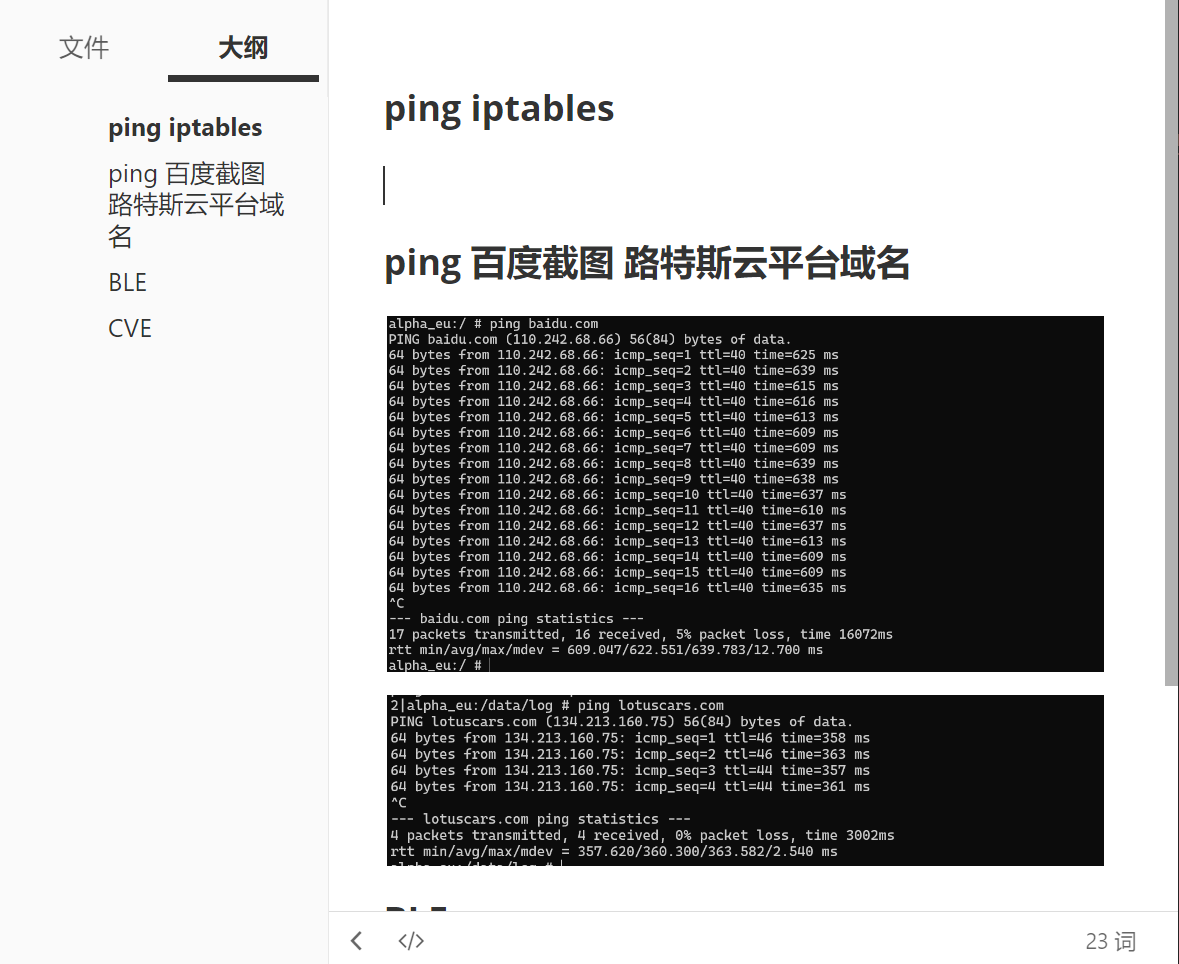 文件 大纲
ping iptables
ping 百度截图
路特斯云平台域
名
BLE
CVE
ping iptables
ping 百度截图 路特斯云平台域名
alpha_eu:/ # ping baidu.com
PING baidu.com (110.242.68.66) 56(84) bytes of data.
64 bytes from 110.242.68.66: icmp_seq=1 ttl=40 time=625 ms
64 bytes from 110.242.68.66: icmp_seq=2 ttl=40 time=639 ms
64 bytes from 110.242.68.66: icmp_seq=3 ttl=40 time=615 ms
64 bytes from 110.242.68.66: icmp_seq=4 ttl=40 time=616 ms
64 bytes from 110.242.68.66: icmp_seq=5 ttl=40 time=613 ms
64 bytes from 110.242.68.66: icmp_seq=6 ttl=40 time=609 ms
64 bytes from 110.242.68.66: icmp_seq=7 ttl=40 time=609 ms
64 bytes from 110.242.68.66: icmp_seq=8 ttl=40 time=639 ms
64 bytes from 110.242.68.66: icmp_seq=9 ttl=40 time=638 ms
64 bytes from 110.242.68.66: icmp_seq=10 ttl=40 time=637 ms
64 bytes from 110.242.68.66: icmp_seq=11 ttl=40 time=610 ms
64 bytes from 110.242.68.66: icmp_seq=12 ttl=40 time=637 ms
64 bytes from 110.242.68.66: icmp_seq=13 ttl=40 time=613 ms
64 bytes from 110.242.68.66: icmp_seq=14 ttl=40 time=609 ms
64 bytes from 110.242.68.66: icmp_seq=15 ttl=40 time=609 ms
64 bytes from 110.242.68.66: icmp_seq=16 ttl=40 time=635 ms
^C
--- baidu.com ping statistics ---
17 packets transmitted, 16 received, 5% packet loss, time 16072ms
rtt min/avg/max/mdev = 609.047/622.551/639.783/12.700 ms
alpha_eu:/ #
2|alpha_eu:/data/log # ping lotuscars.com
PING lotuscars.com (134.213.160.75) 56(84) bytes of data.
64 bytes from 134.213.160.75: icmp_seq=1 ttl=46 time=358 ms
64 bytes from 134.213.160.75: icmp_seq=2 ttl=46 time=363 ms
64 bytes from 134.213.160.75: icmp_seq=3 ttl=44 time=357 ms
64 bytes from 134.213.160.75: icmp_seq=4 ttl=44 time=361 ms
^C
--- lotuscars.com ping statistics ---
4 packets transmitted, 4 received, 0% packet loss, time 3002ms
rtt min/avg/max/mdev = 357.620/360.300/363.582/2.540 ms
</> 23 词